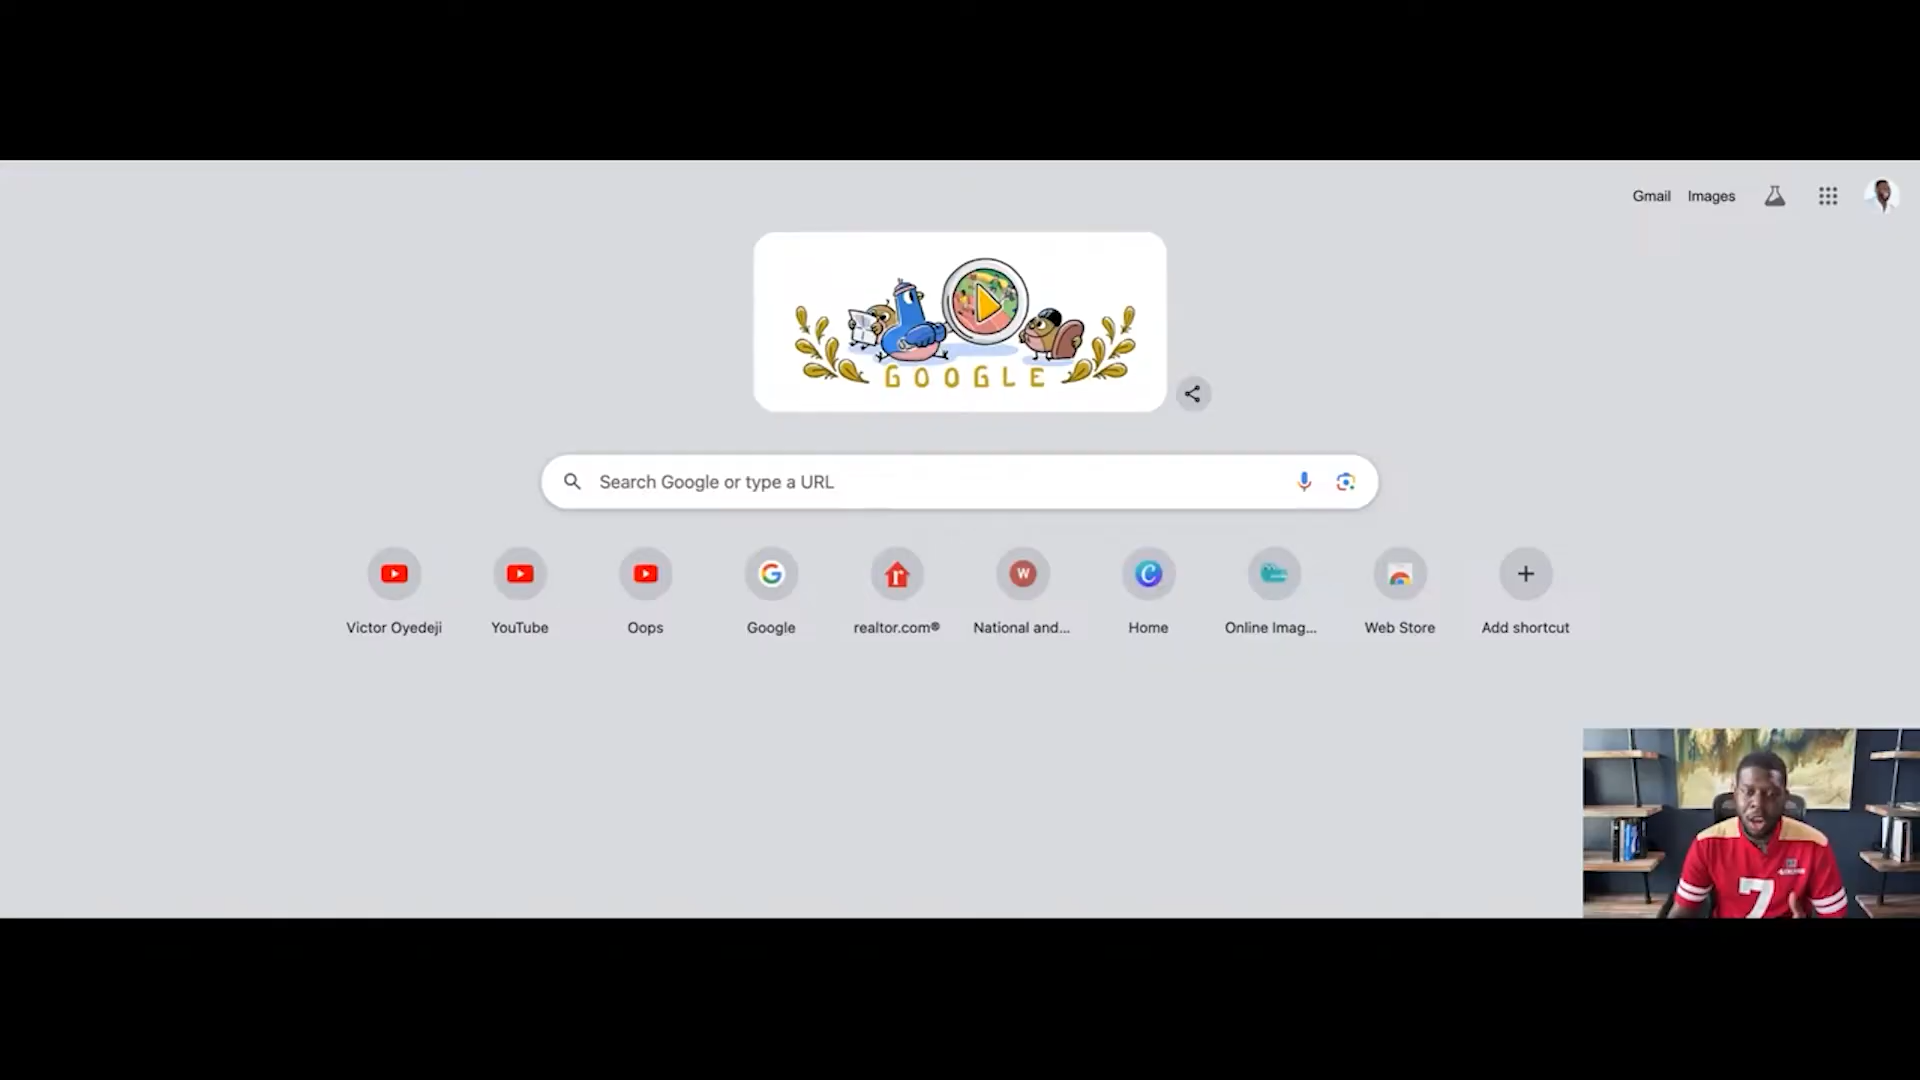 Gmail Images
GOOGLE
Search Google or type a URL
W
Victor Oyedeji YouTube Oops Google realtor.com® National and... Home Online Imag... Web Store Add shortcut
7